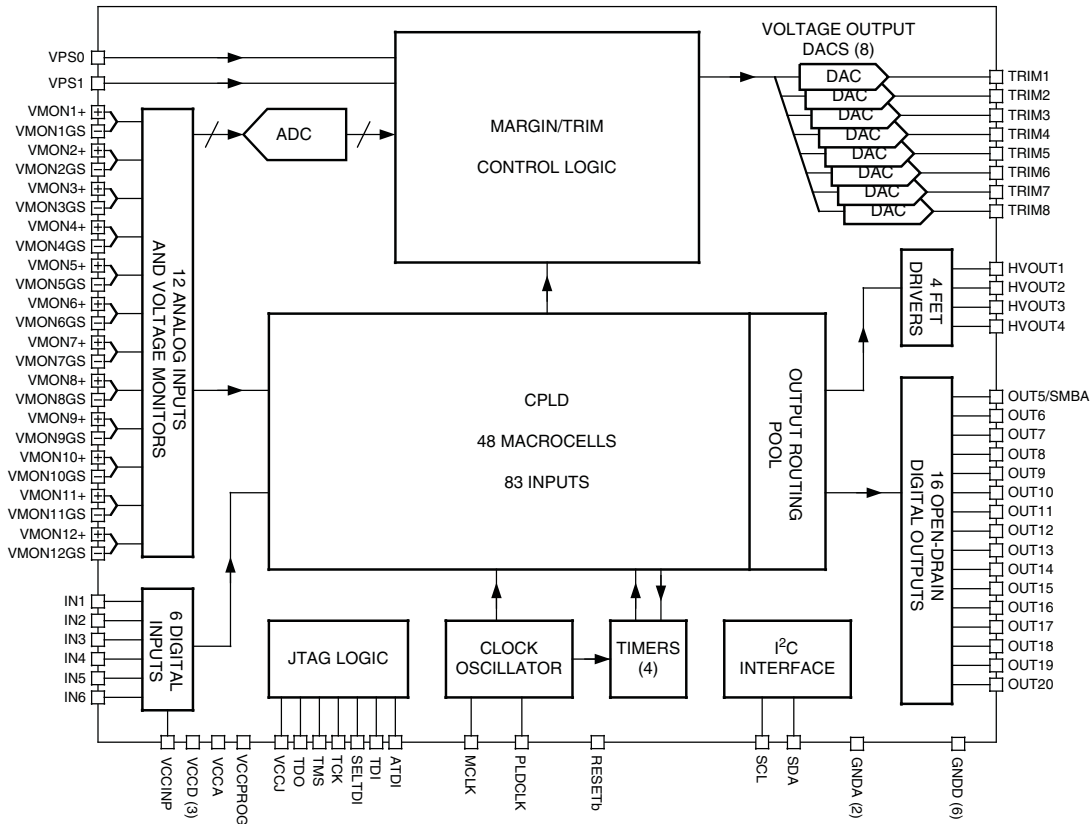 VOLTAGE OUTPUT
DACS (8)
VPS0
VPS1
VMON1+
VMON1GS
VMON2+
VMON2GS
VMON3+
VMON3GS
VMON4+
VMON4GS
VMON5+
VMON5GS
VMON6+
VMON6GS
VMON7+
VMON7GS
VMON8+
VMON8GS
VMON9+
VMON9GS
VMON10+
VMON10GS
VMON11+
VMON11GS
VMON12+
VMON12GS
12 ANALOG INPUTS
AND VOLTAGE MONITORS
ADC
MARGIN/TRIM
CONTROL LOGIC
DAC
DAC
DAC
DAC
DAC
DAC
DAC
DAC
TRIM1
TRIM2
TRIM3
TRIM4
TRIM5
TRIM6
TRIM7
TRIM8
4 FET
DRIVERS
HVOUT1
HVOUT2
HVOUT3
HVOUT4
CPLD
48 MACROCELLS
83 INPUTS
OUTPUT ROUTING
POOL
16 OPEN-DRAIN
DIGITAL OUTPUTS
OUT5/SMBA
OUT6
OUT7
OUT8
OUT9
OUT10
OUT11
OUT12
OUT13
OUT14
OUT15
OUT16
OUT17
OUT18
OUT19
OUT20
IN1
IN2
IN3
IN4
IN5
IN6
6 DIGITAL
INPUTS
JTAG LOGIC
CLOCK
OSCILLATOR
TIMERS
(4)
I²C
INTERFACE
VCCINP
VCCD (3)
VCCA
VCCPROG
VCCJ
TDO
TMS
TCK
SELTDI
TDI
ATDI
MCLK
PLDCLK
RESETb
SCL
SDA
GNDA (2)
GNDD (6)